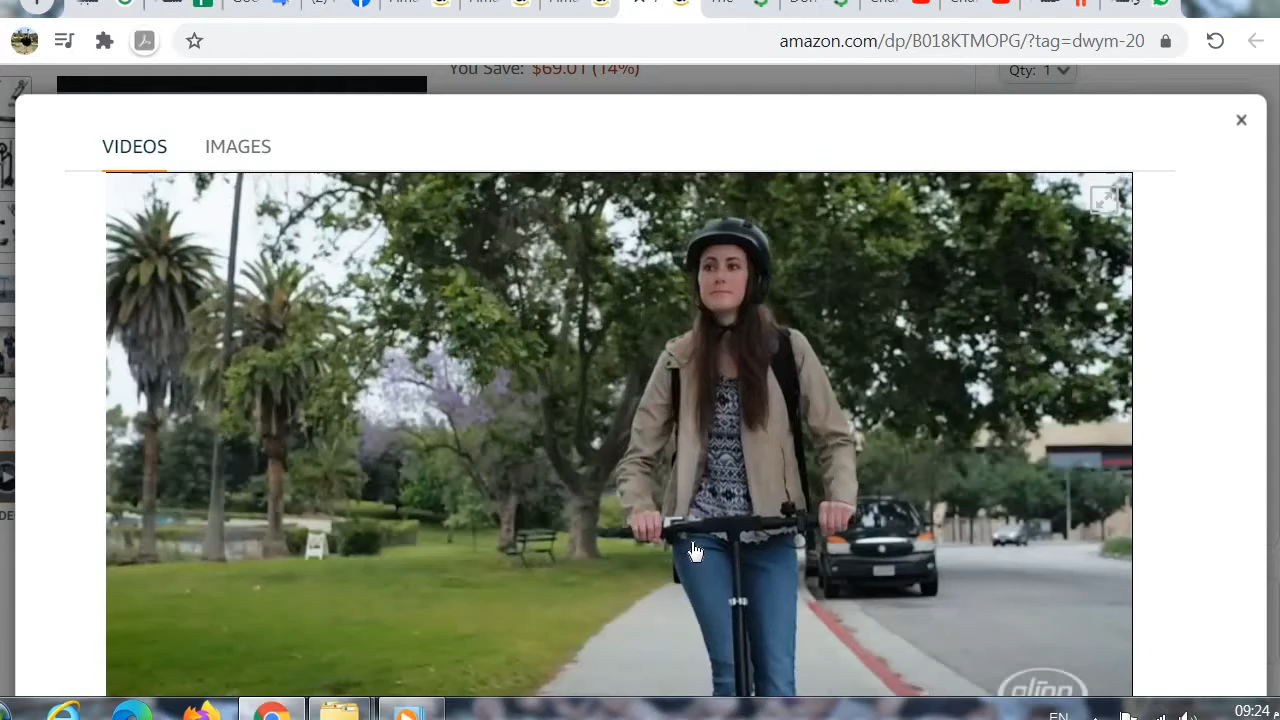 amazon.com/dp/B018KTMOPG/?tag=dwym-20
You Save: $69.01 (14%)
Qty: 1
VIDEOS IMAGES
glion
EN
09:24